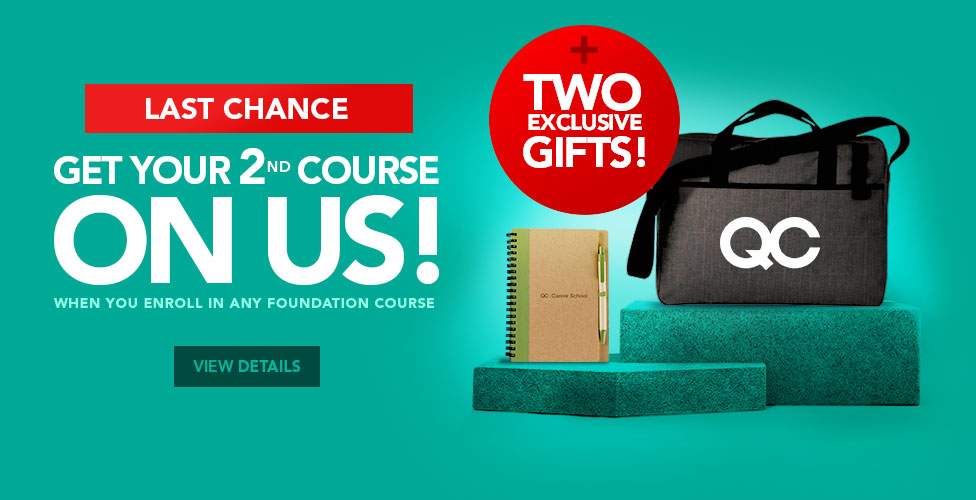 LAST CHANCE
GET YOUR 2ND COURSE
ON US!
WHEN YOU ENROLL IN ANY FOUNDATION COURSE
VIEW DETAILS
+
TWO
EXCLUSIVE
GIFTS!
QC
QC Career School